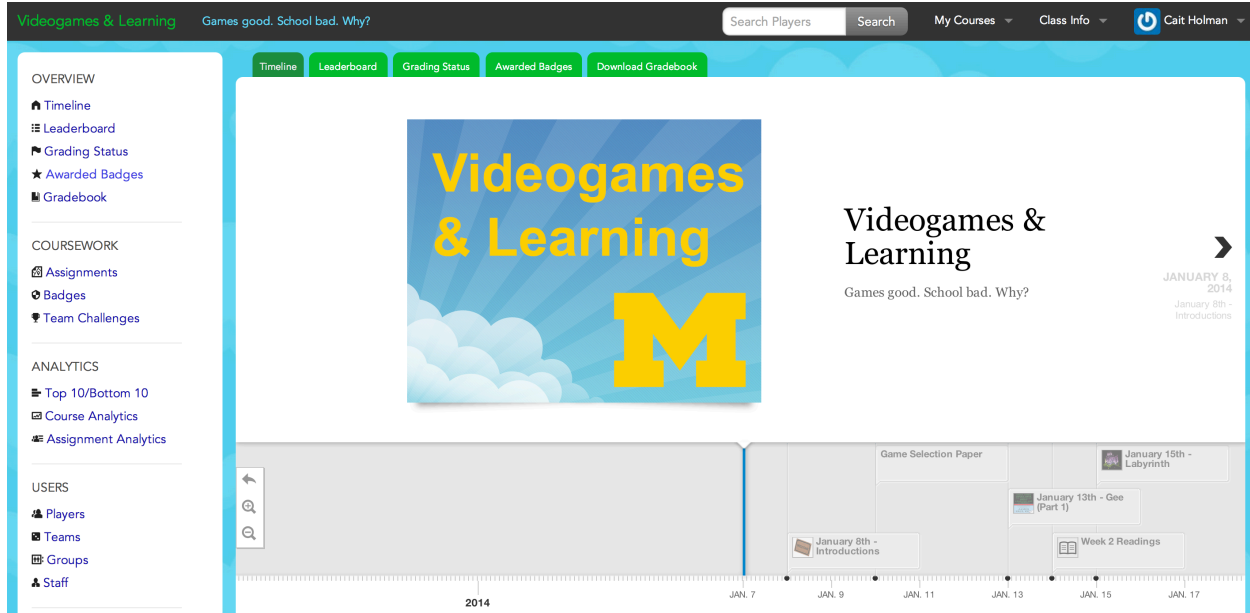 Videogames & Learning
Games good. School bad. Why?
Search Players
Search
My Courses
Class Info
Cait Holman
OVERVIEW
Timeline
Leaderboard
Grading Status
Awarded Badges
Gradebook
COURSEWORK
Assignments
Badges
Team Challenges
ANALYTICS
Top 10/Bottom 10
Course Analytics
Assignment Analytics
USERS
Players
Teams
Groups
Staff
Timeline
Leaderboard
Grading Status
Awarded Badges
Download Gradebook
Videogames
& Learning
M
Videogames &
Learning
Games good. School bad. Why?
JANUARY 8,
2014
January 8th -
Introductions
Game Selection Paper
January 15th -
Labyrinth
January 13th - Gee
(Part 1)
January 8th -
Introductions
Week 2 Readings
2014
JAN. 7
JAN. 9
JAN. 11
JAN. 13
JAN. 15
JAN. 17